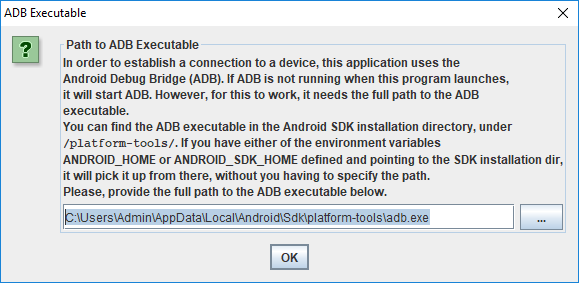 ADB Executable
Path to ADB Executable
In order to establish a connection to a device, this application uses the
Android Debug Bridge (ADB). If ADB is not running when this program launches,
it will start ADB. However, for this to work, it needs the full path to the ADB
executable.
You can find the ADB executable in the Android SDK installation directory, under
/platform-tools/. If you have either of the environment variables
ANDROID_HOME or ANDROID_SDK_HOME defined and pointing to the SDK installation dir,
it will pick it up from there, without you having to specify the path.
Please, provide the full path to the ADB executable below.
C:\Users\Admin\AppData\Local\Android\Sdk\platform-tools\adb.exe
...
OK